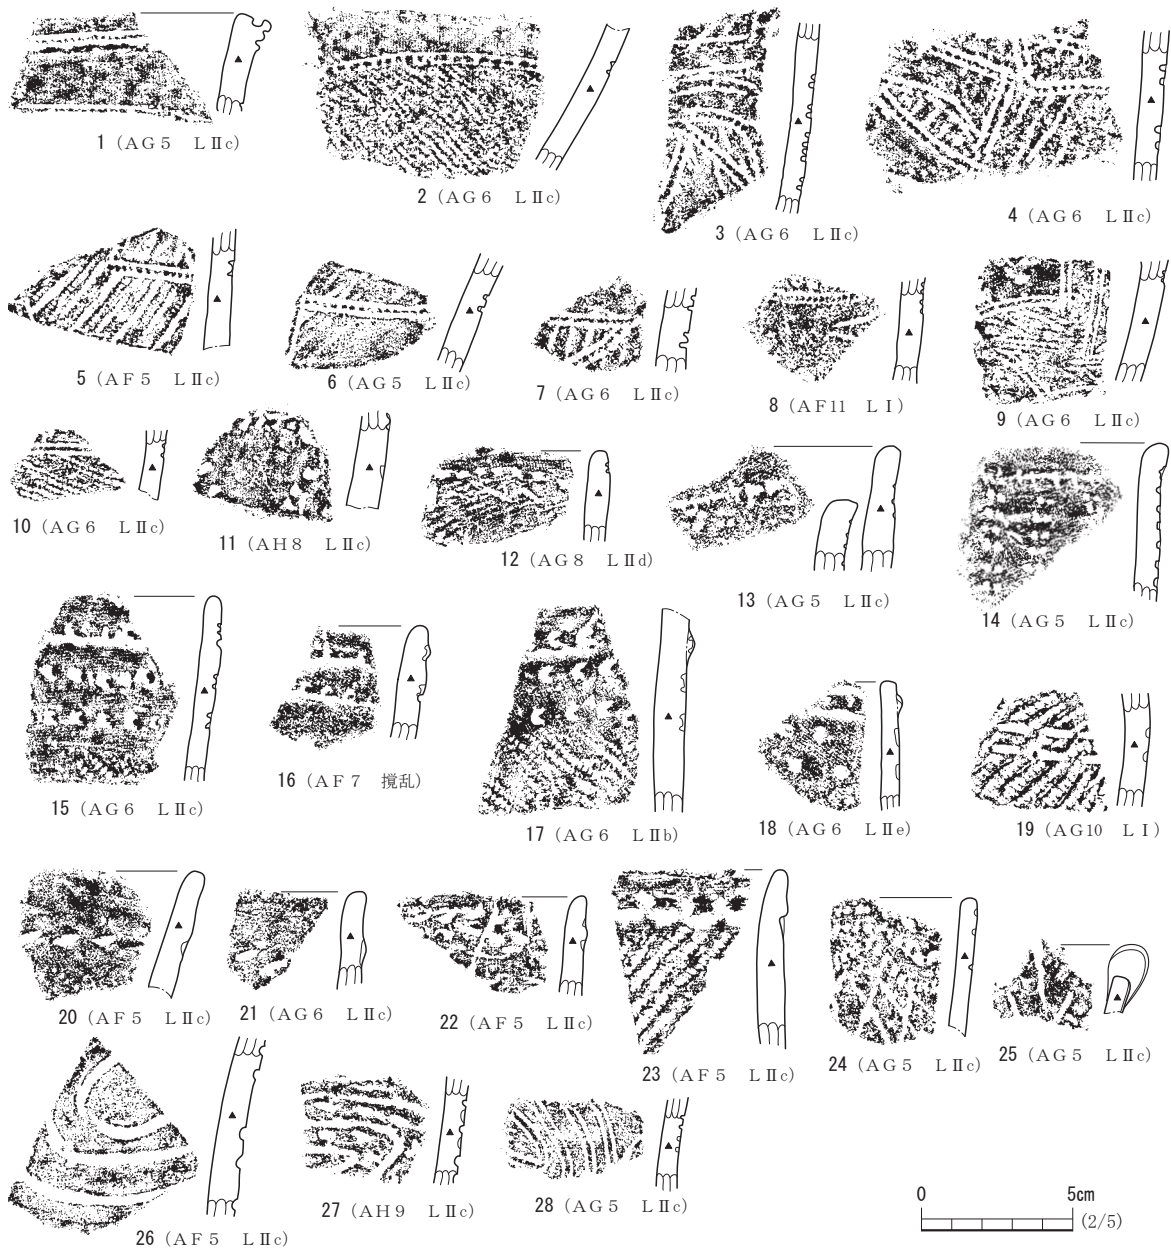 1（AG５　LⅡc）
2（AG６　LⅡc）
3（AG６　LⅡc）
4（AG６　LⅡc）
5（AF５　LⅡc）
6（AG５　LⅡc）
7（AG６　LⅡc）
8（AF11　LⅠ）
9（AG６　LⅡc）
10（AG６　LⅡc）
11（AH８　LⅡc）
12（AG８　LⅡd）
13（AG５　LⅡc）
14（AG５　LⅡc）
15（AG６　LⅡc）
16（AF７　撹乱）
17（AG６　LⅡb）
18（AG６　LⅡe）
19（AG10　LⅠ）
20（AF５　LⅡc）
21（AG６　LⅡc）
22（AF５　LⅡc）
23（AF５　LⅡc）
24（AG５　LⅡc）
25（AG５　LⅡc）
26（AF５　LⅡc）
27（AH９　LⅡc）
28（AG５　LⅡc）
0　5cm
(2/5)